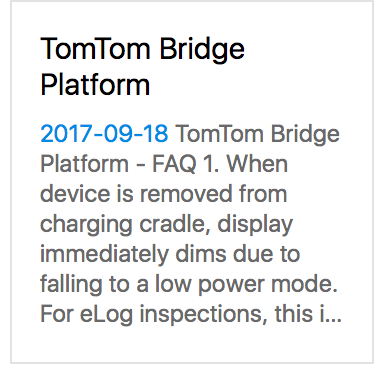 TomTom Bridge
Platform
2017-09-18 TomTom Bridge
Platform - FAQ 1. When
device is removed from
charging cradle, display
immediately dims due to
falling to a low power mode.
For eLog inspections, this i...